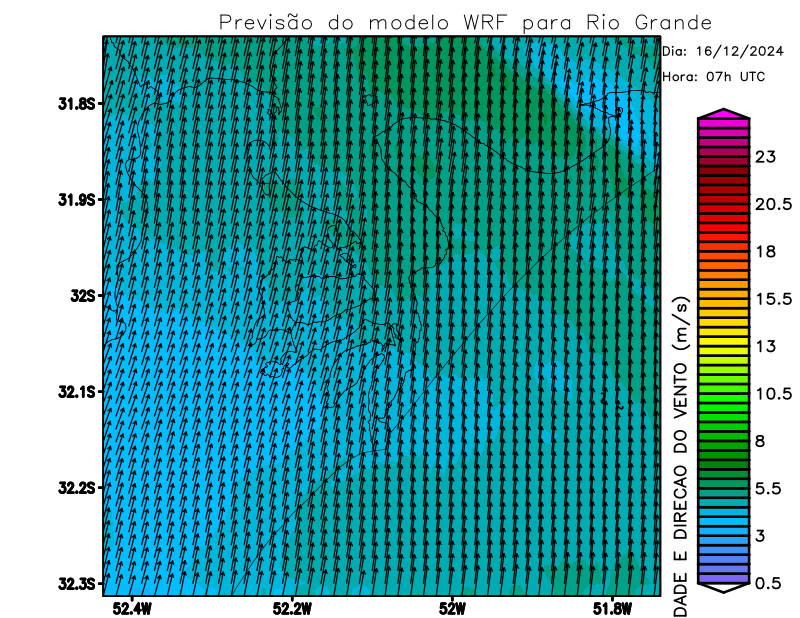 Previsão do modelo WRF para Rio Grande
Dia: 16/12/2024
Hora: 07h UTC
31.8S
31.9S
32S
32.1S
32.2S
32.3S
52.4W
52.2W
52W
51.8W
23
20.5
18
15.5
13
10.5
8
5.5
3
0.5
DADE E DIRECAO DO VENTO (m/s)